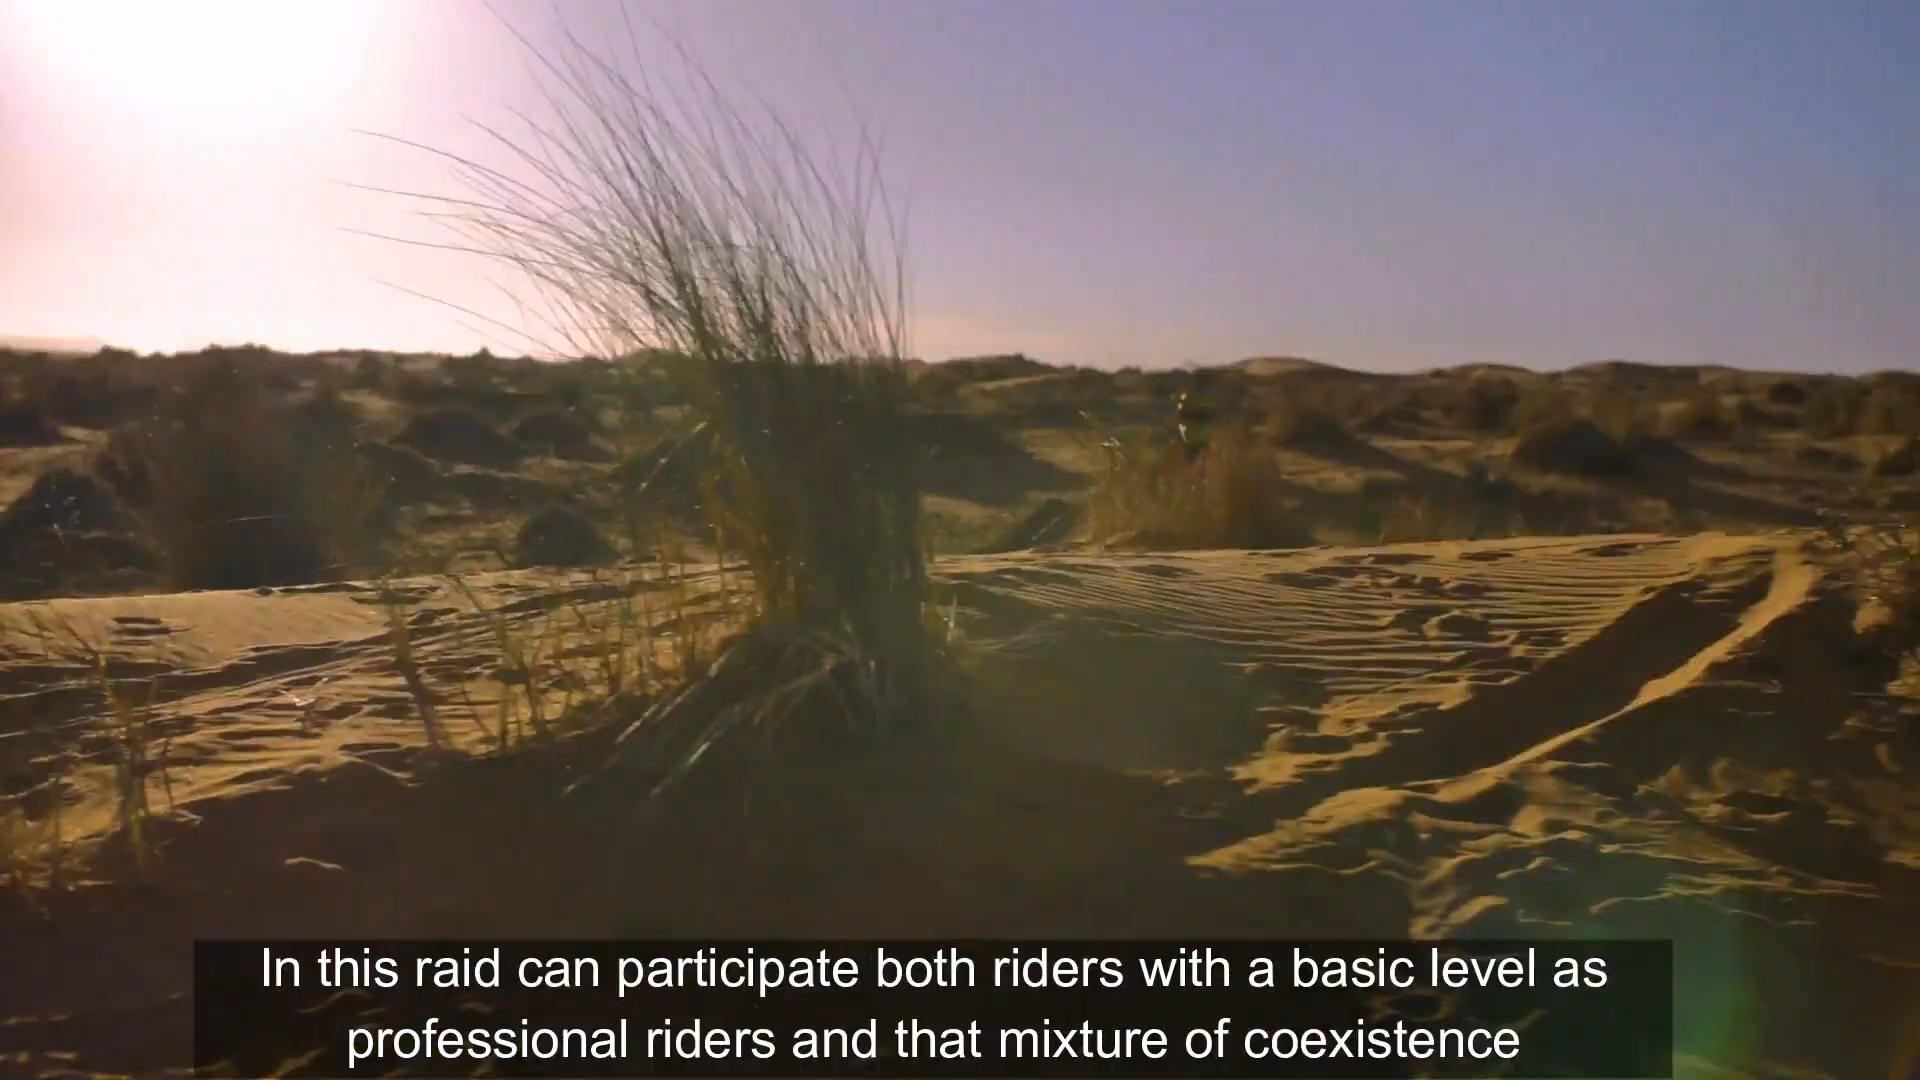 In this raid can participate both riders with a basic level as
professional riders and that mixture of coexistence